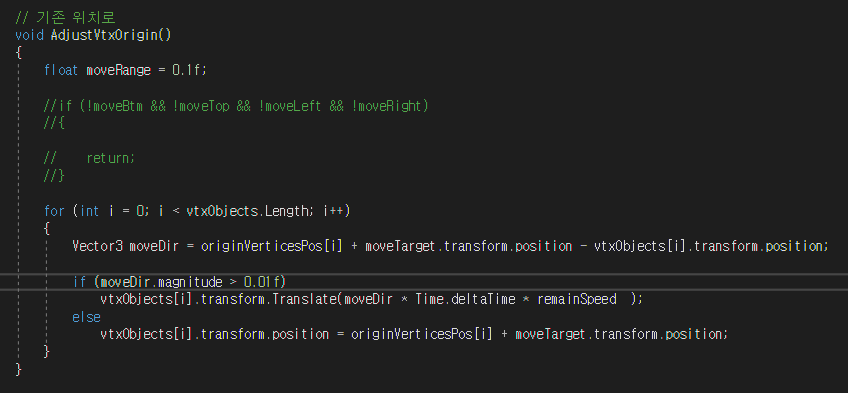 // 기존 위치로
void AdjustVtxOrigin()
{
float moveRange = 0.1f;
//if (!moveBtm && !moveTop && !moveLeft && !moveRight)
//{
//    return;
//}
for (int i = 0; i < vtxObjects.Length; i++)
{
Vector3 moveDir = originVerticesPos[i] + moveTarget.transform.position - vtxObjects[i].transform.position;
if (moveDir.magnitude > 0.01f)
vtxObjects[i].transform.Translate(moveDir * Time.deltaTime * remainSpeed  );
else
vtxObjects[i].transform.position = originVerticesPos[i] + moveTarget.transform.position;
}
}